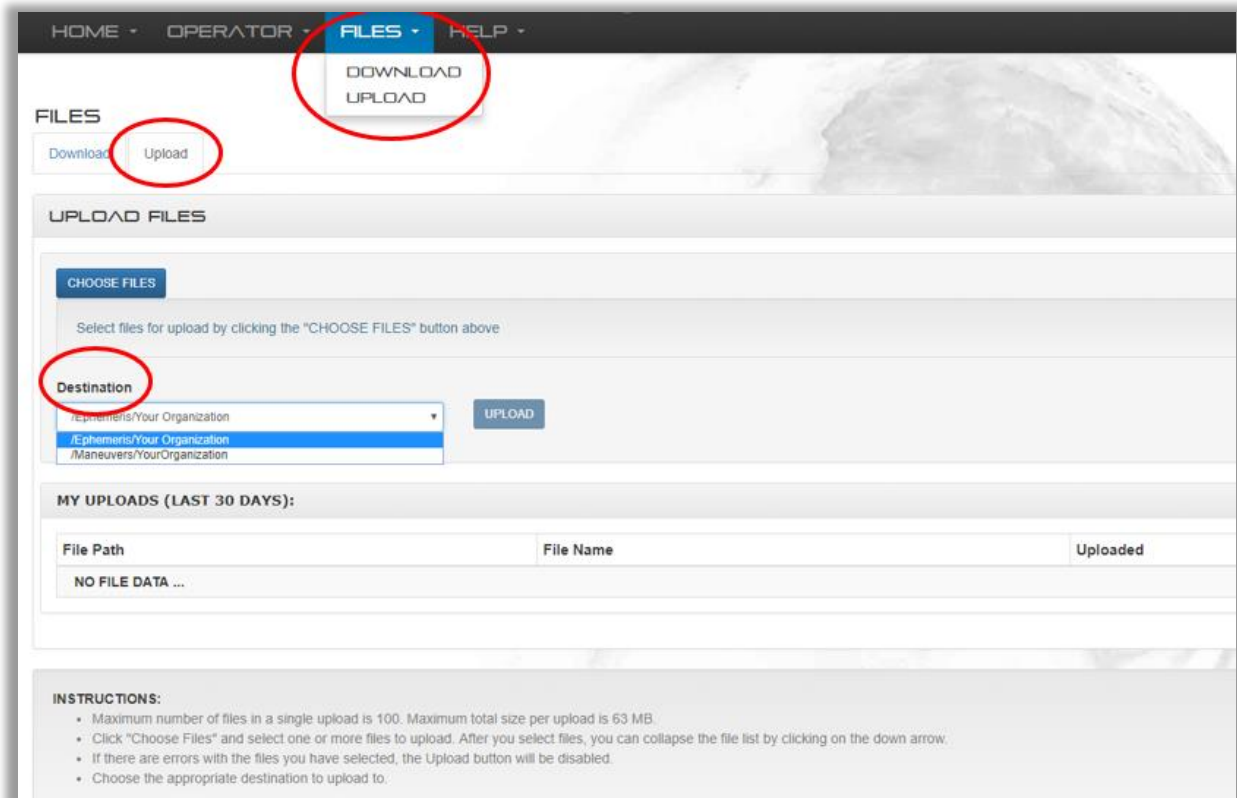 HOME OPERATOR FILES HELP
DOWNLOAD
UPLOAD
FILES
Download Upload
UPLOAD FILES
CHOOSE FILES
Select files for upload by clicking the "CHOOSE FILES" button above
Destination
/Ephemeris/Your Organization UPLOAD
/Ephemeris/Your Organization
/Maneuvers/YourOrganization
MY UPLOADS (LAST 30 DAYS):
File Path File Name Uploaded
NO FILE DATA ...
INSTRUCTIONS:
• Maximum number of files in a single upload is 100. Maximum total size per upload is 63 MB.
• Click "Choose Files" and select one or more files to upload. After you select files, you can collapse the file list by clicking on the down arrow.
• If there are errors with the files you have selected, the Upload button will be disabled.
• Choose the appropriate destination to upload to.